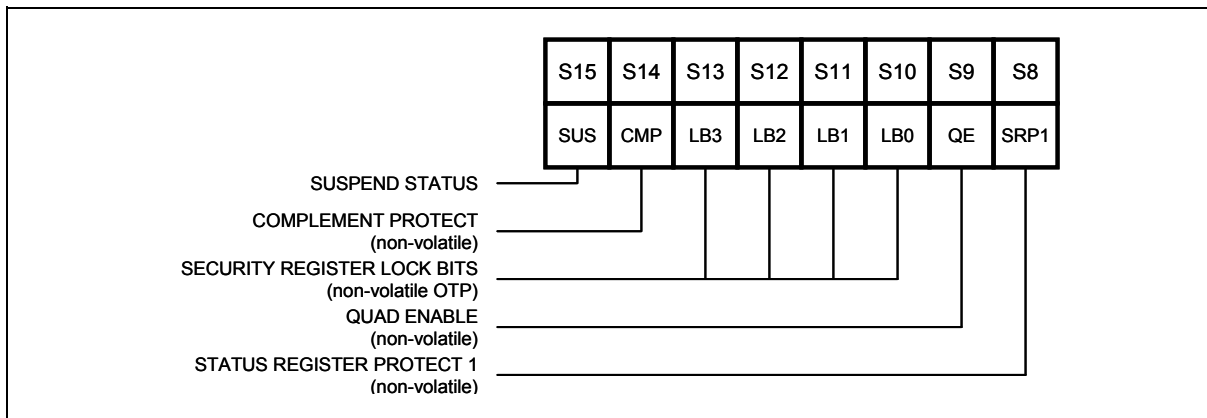 S15 S14 S13 S12 S11 S10 S9 S8
SUS CMP LB3 LB2 LB1 LB0 QE SRP1
SUSPEND STATUS
COMPLEMENT PROTECT
(non-volatile)
SECURITY REGISTER LOCK BITS
(non-volatile OTP)
QUAD ENABLE
(non-volatile)
STATUS REGISTER PROTECT 1
(non-volatile)